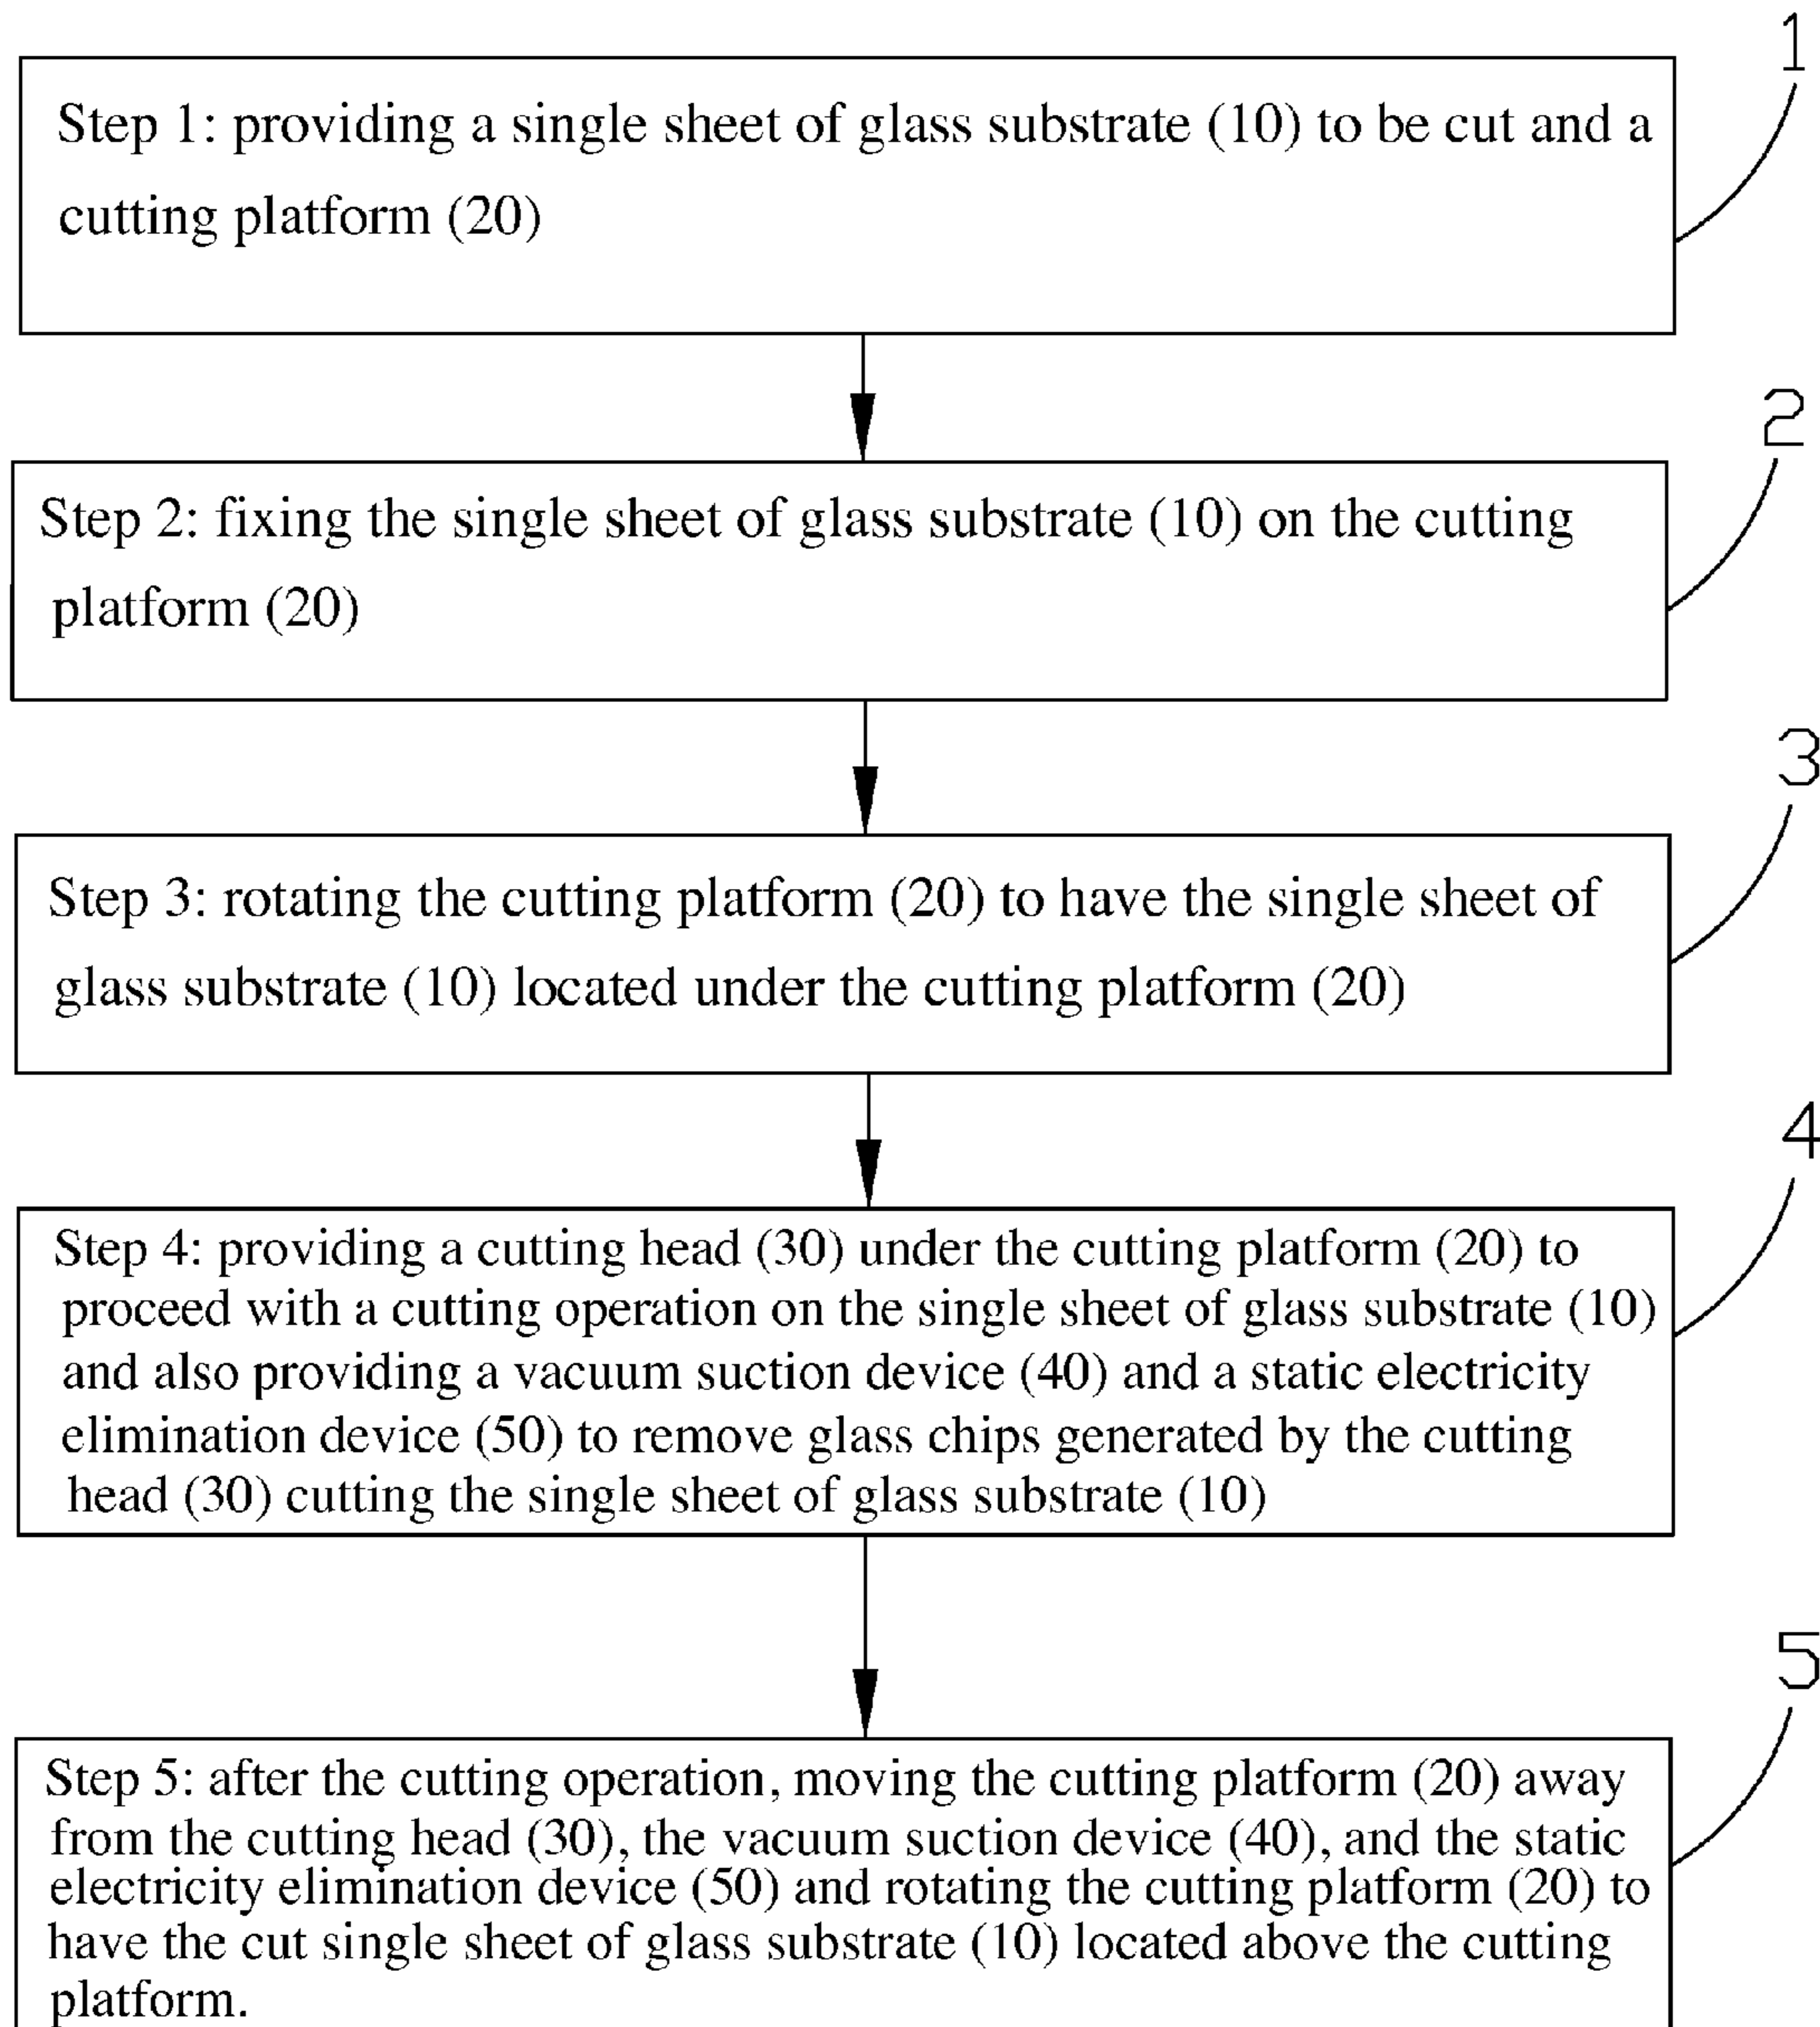 1
Step 1: providing a single sheet of glass substrate (10) to be cut and a
cutting platform (20)
2
Step 2: fixing the single sheet of glass substrate (10) on the cutting
platform (20)
3
Step 3: rotating the cutting platform (20) to have the single sheet of
glass substrate (10) located under the cutting platform (20)
4
Step 4: providing a cutting head (30) under the cutting platform (20) to
proceed with a cutting operation on the single sheet of glass substrate (10)
and also providing a vacuum suction device (40) and a static electricity
elimination device (50) to remove glass chips generated by the cutting
head (30) cutting the single sheet of glass substrate (10)
5
Step 5: after the cutting operation, moving the cutting platform (20) away
from the cutting head (30), the vacuum suction device (40), and the static
electricity elimination device (50) and rotating the cutting platform (20) to
have the cut single sheet of glass substrate (10) located above the cutting
platform.